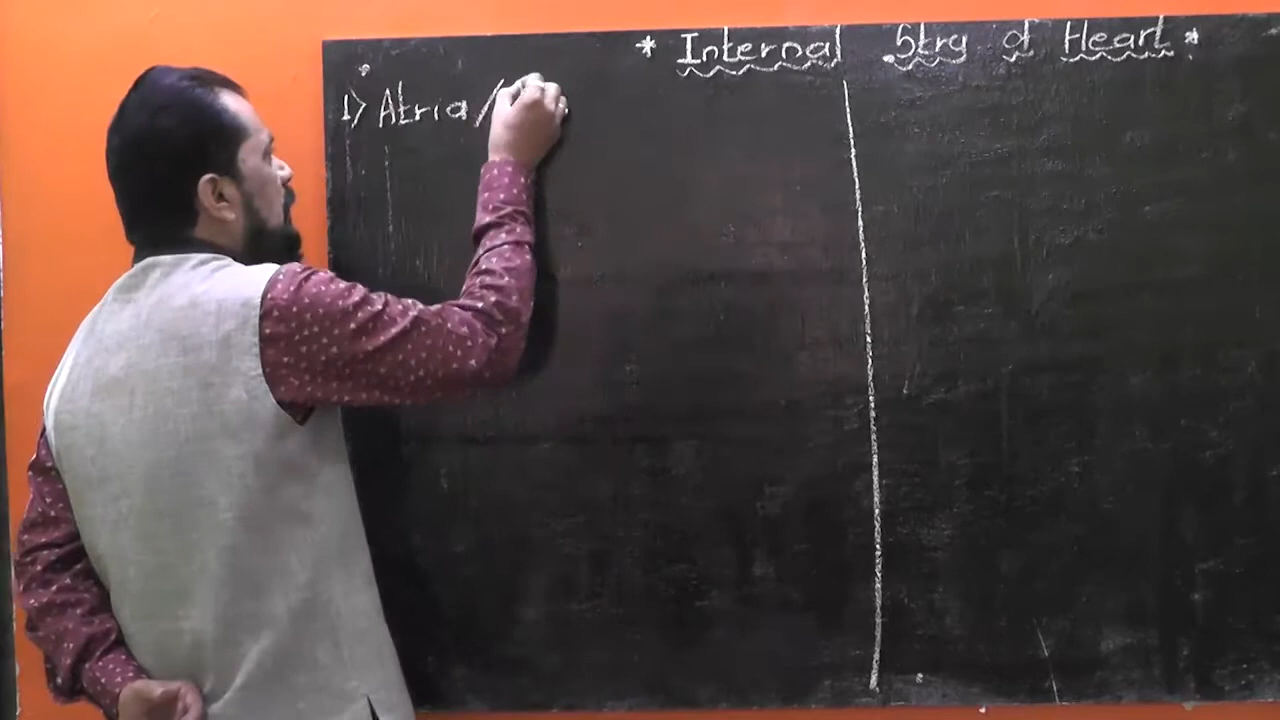 * Internal Stry of Heart *
1) Atria/